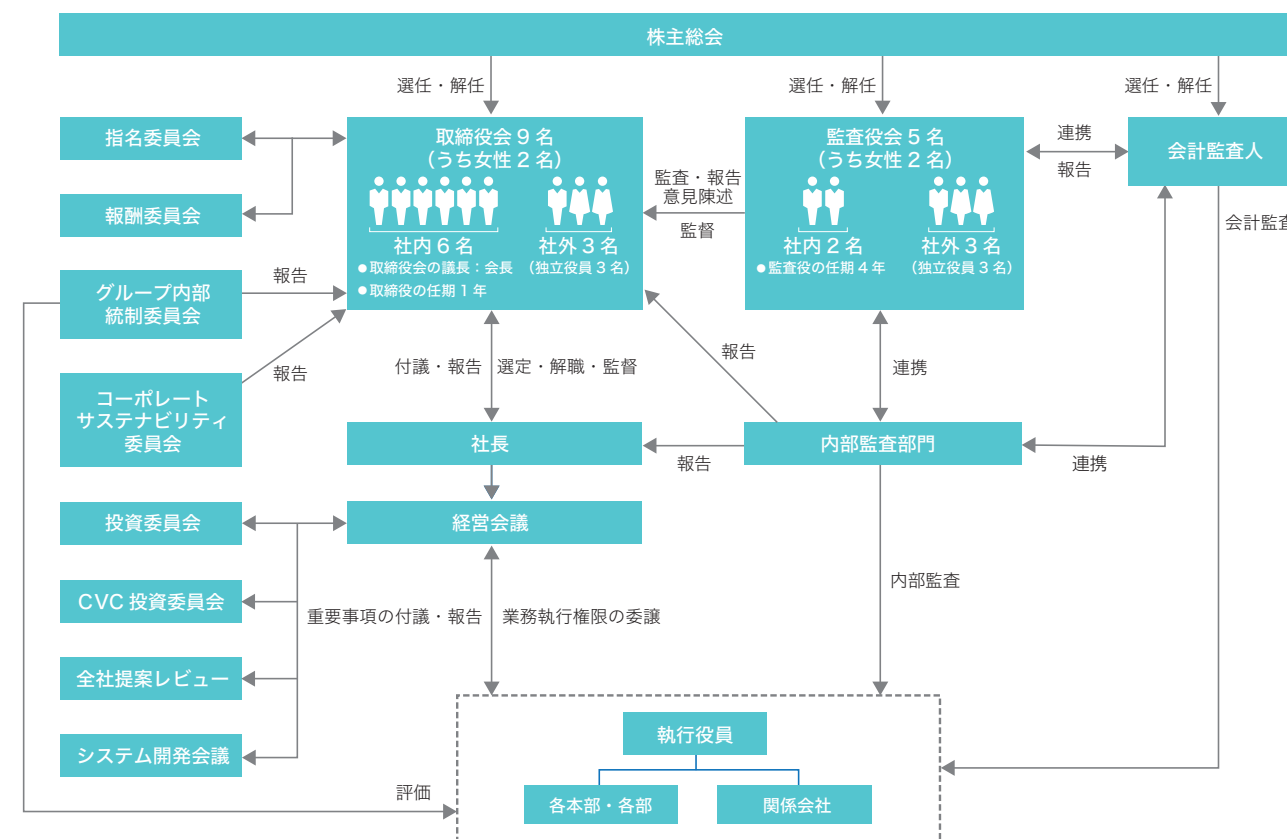 株主総会
選任・解任
選任・解任
選任・解任
指名委員会
報酬委員会
グループ内部
統制委員会
コーポレート
サステナビリティ
委員会
報告
報告
取締役会 9 名
（うち女性 2 名）
社内 6 名
社外 3 名
●取締役会の議長：会長
（独立役員 3 名）
●取締役の任期 1 年
監査・報告
意見陳述
監督
監査役会 5 名
（うち女性 2 名）
社内 2 名
社外 3 名
●監査役の任期 4 年
（独立役員 3 名）
連携
報告
会計監査人
会計監査
付議・報告
選定・解職・監督
報告
連携
社長
報告
内部監査部門
連携
経営会議
投資委員会
CVC 投資委員会
全社提案レビュー
システム開発会議
重要事項の付議・報告
業務執行権限の委譲
内部監査
評価
執行役員
各本部・各部
関係会社